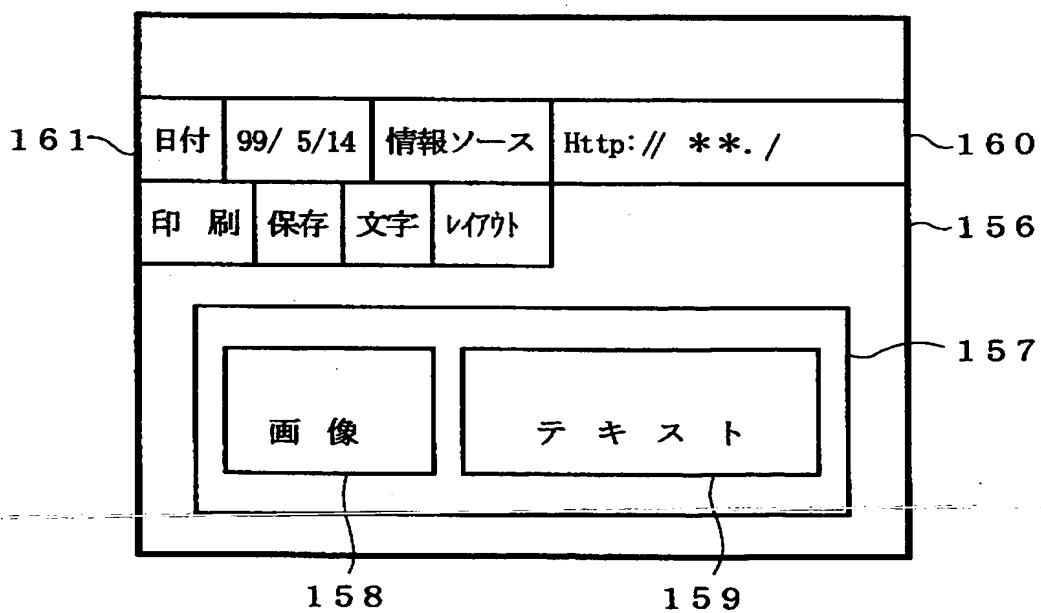 161 日付 99/ 5/14 情報ソース Http:// **. / 160
印 刷 保存 文字 レイアウト 156
157
画 像 テ キ ス ト
158 159